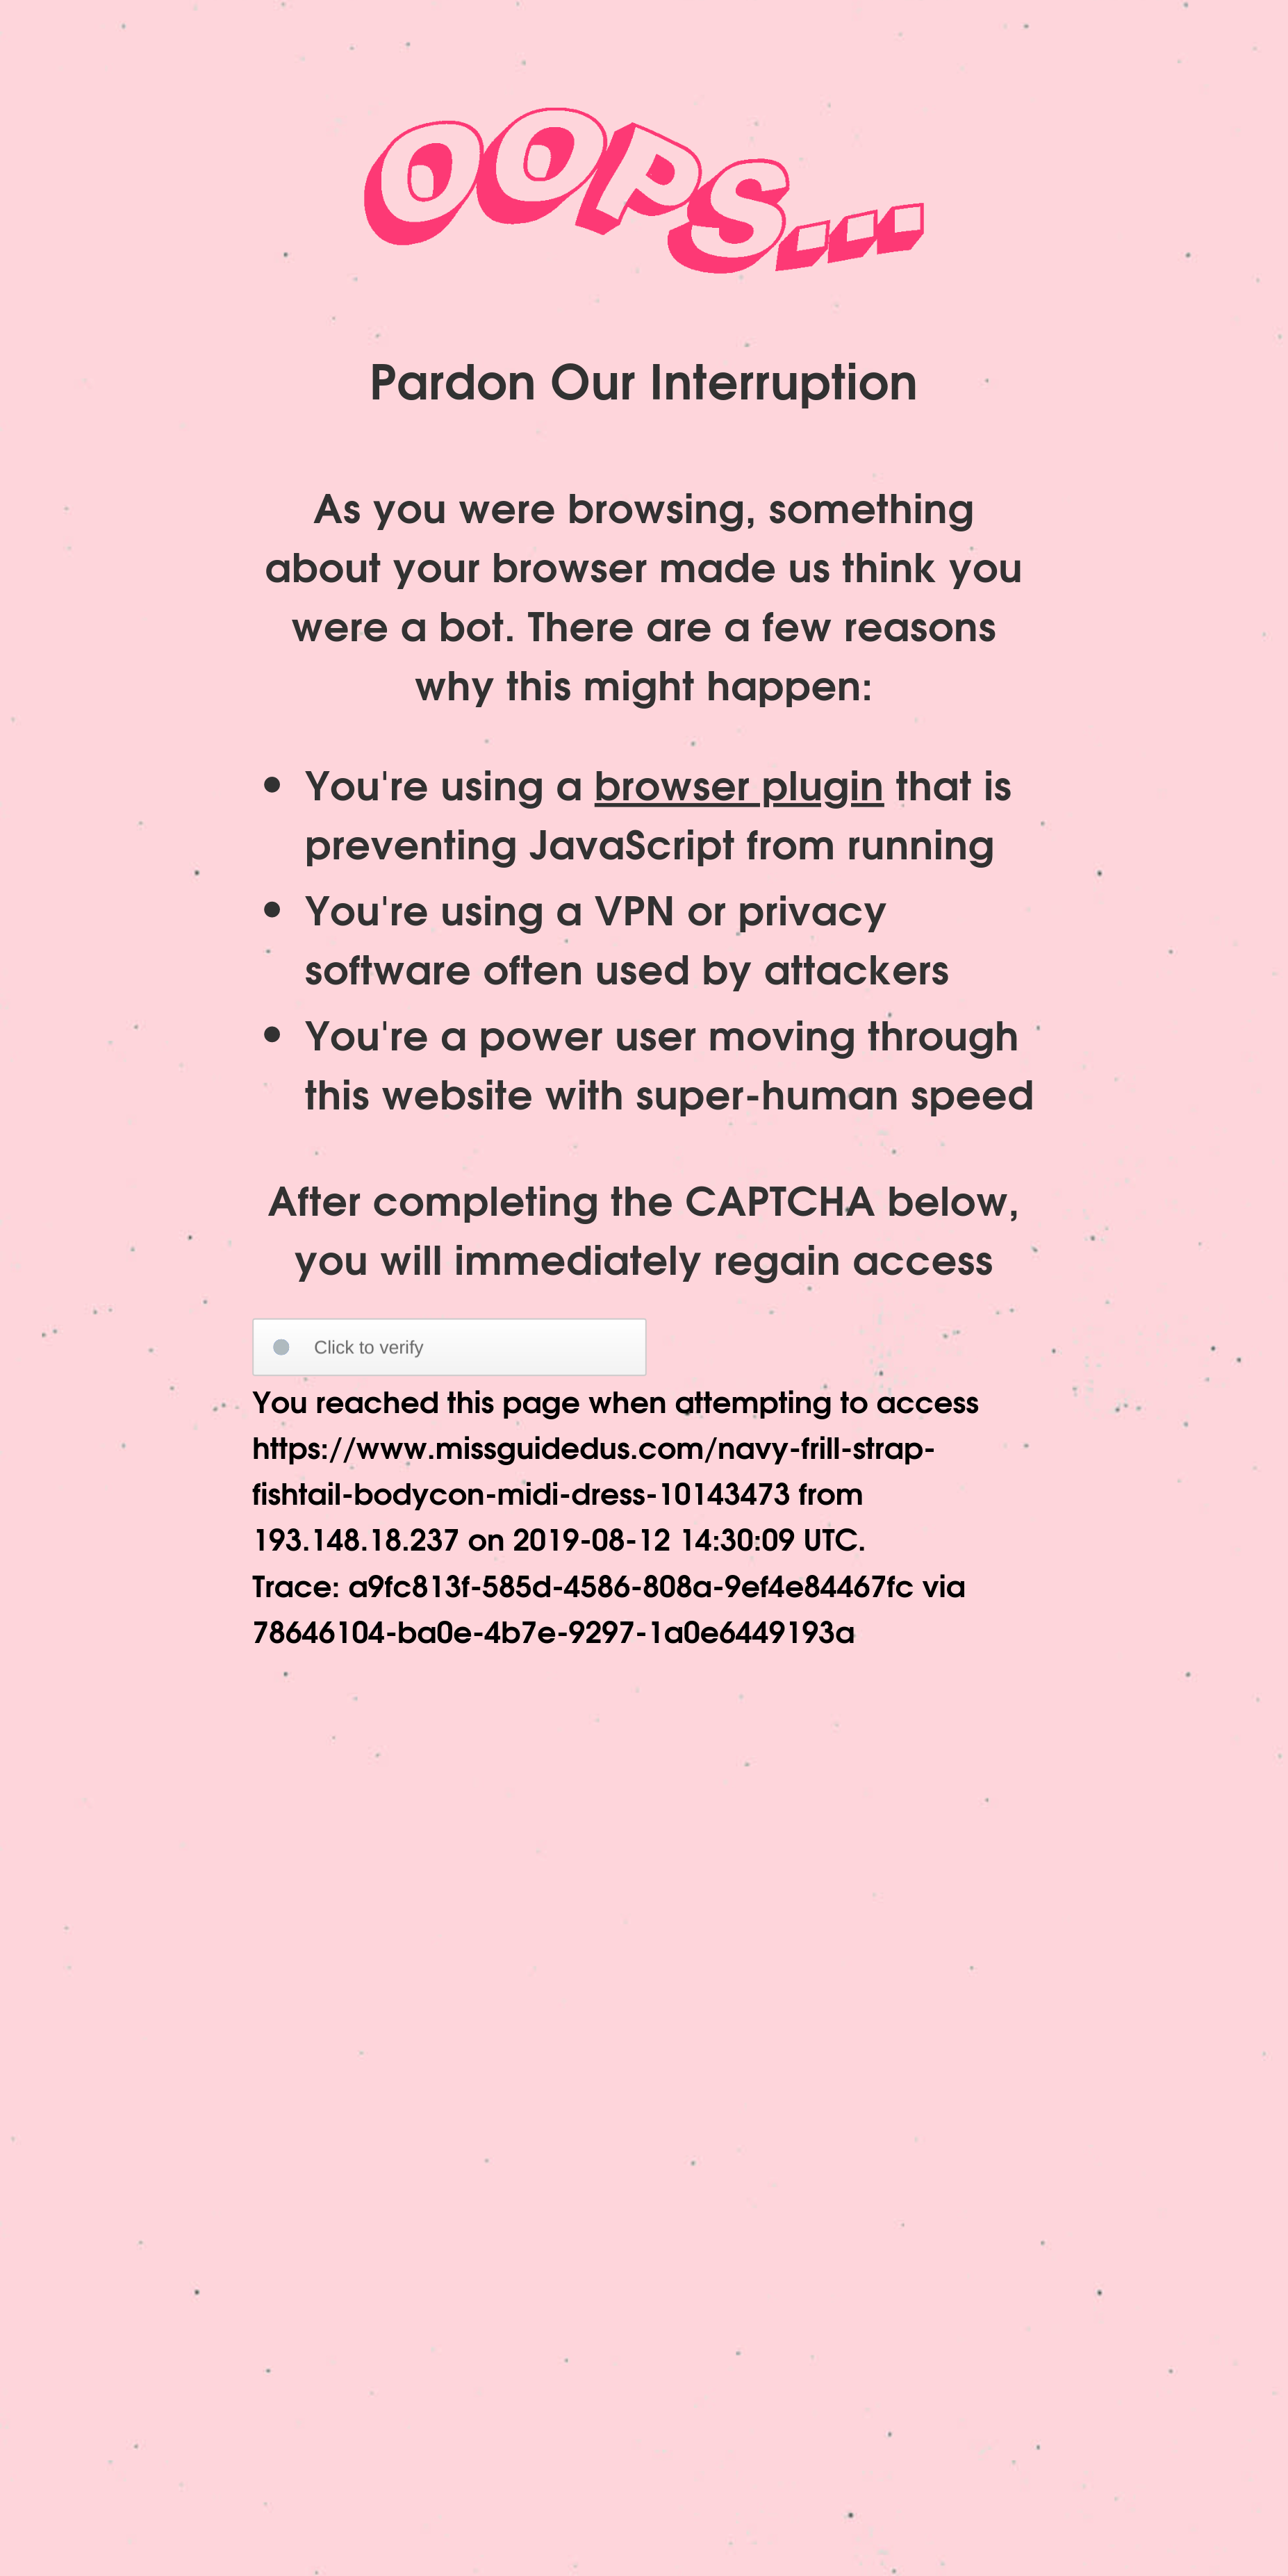 OOPS...
Pardon Our Interruption
As you were browsing, something
about your browser made us think you
were a bot. There are a few reasons
why this might happen:
• You're using a browser plugin that is
preventing JavaScript from running
• You're using a VPN or privacy
software often used by attackers
• You're a power user moving through
this website with super-human speed
After completing the CAPTCHA below,
you will immediately regain access
Click to verify
You reached this page when attempting to access
https://www.missguidedus.com/navy-frill-strap-
fishtail-bodycon-midi-dress-10143473 from
193.148.18.237 on 2019-08-12 14:30:09 UTC.
Trace: a9fc813f-585d-4586-808a-9ef4e84467fc via
78646104-ba0e-4b7e-9297-1a0e6449193a